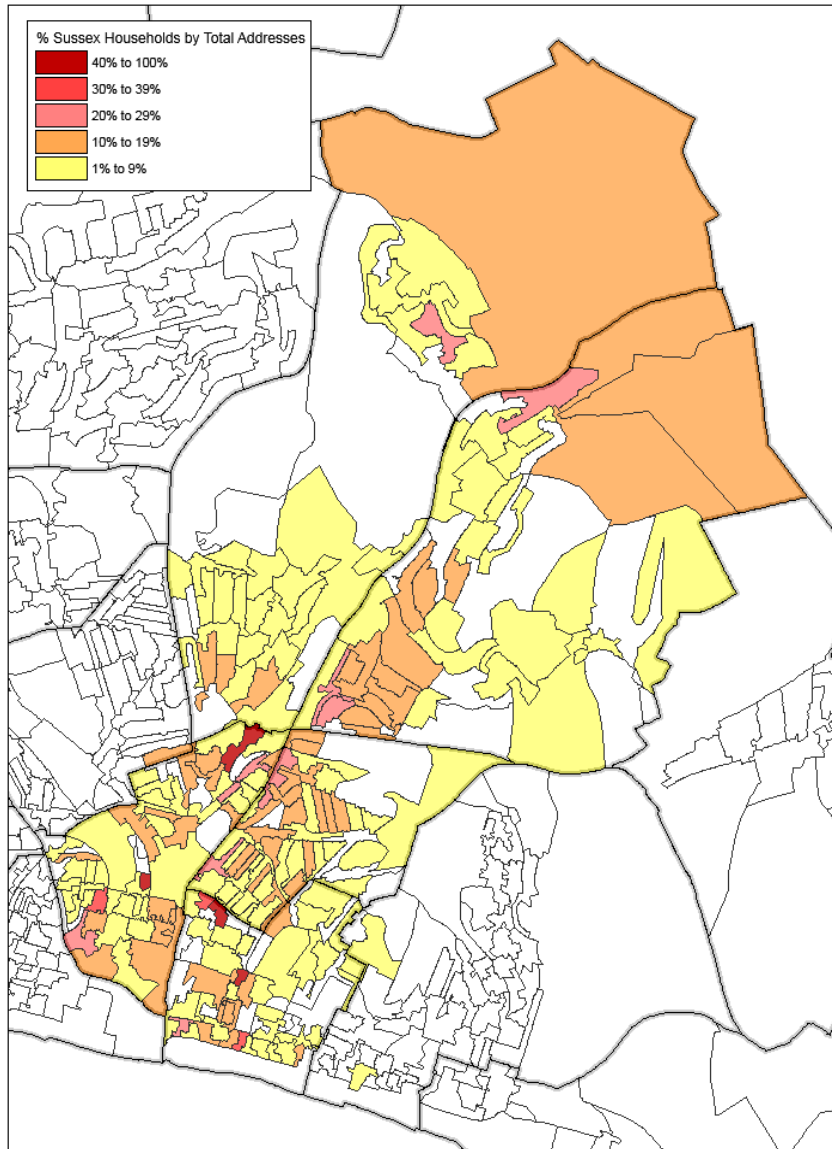 % Sussex Households by Total Addresses
40% to 100%
30% to 39%
20% to 29%
10% to 19%
1% to 9%